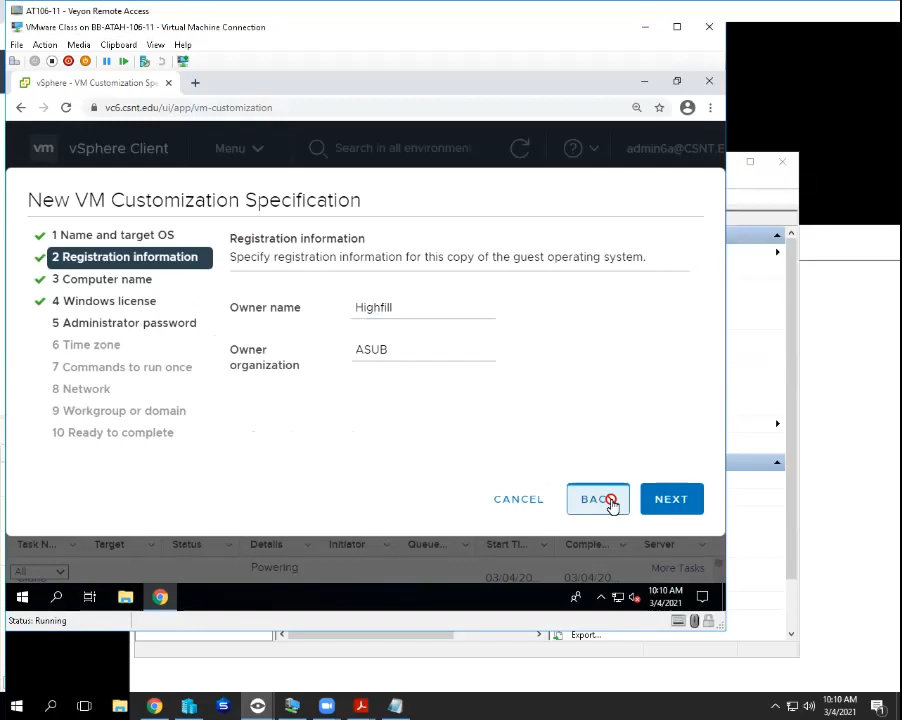 AT106-11 - Veyon Remote Access
VMware Class on BB-ATAH-106-11 - Virtual Machine Connection
File Action Media Clipboard View Help
vSphere - VM Customization Spe
vc6.csnt.edu/ui/app/vm-customization
vm vSphere Client Menu Search in all environment admin6a@CSNT.E
New VM Customization Specification
1 Name and target OS
2 Registration information
3 Computer name
4 Windows license
5 Administrator password
6 Time zone
7 Commands to run once
8 Network
9 Workgroup or domain
10 Ready to complete
Registration information
Specify registration information for this copy of the guest operating system.
Owner name Highfill
Owner organization ASUB
CANCEL BACK NEXT
Task N... Target Status Details Initiator Queue... Start Ti... Comple... Server
All Powering 03/04/20... 03/04/20... More Tasks
10:10 AM
3/4/2021
Status: Running
Export...
10:10 AM
3/4/2021